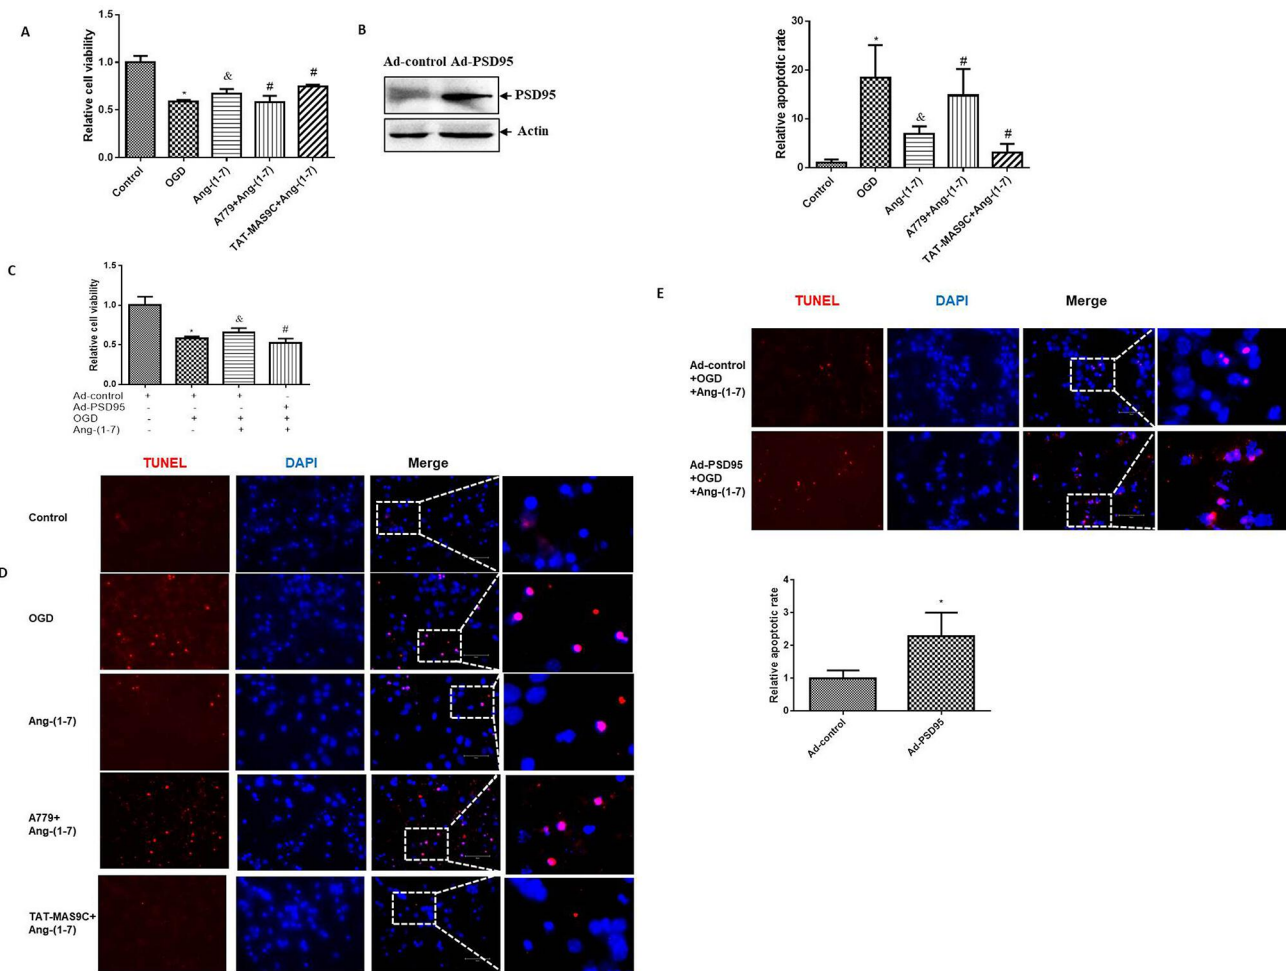 A
Relative cell viability
1.5
1.0
0.5
0.0
Control
OGD
Ang-(1-7)
A779+Ang-(1-7)
TAT-MAS9C+Ang-(1-7)
*
&
#
#
B
Ad-control Ad-PSD95
PSD95
Actin
Relative apoptotic rate
30
20
10
0
Control
OGD
Ang-(1-7)
A779+Ang-(1-7)
TAT-MAS9C+Ang-(1-7)
*
&
#
#
C
Relative cell viability
1.5
1.0
0.5
0.0
*
&
#
Ad-control + + + -
Ad-PSD95 - - - +
OGD - + + +
Ang-(1-7) - - + +
D
TUNEL DAPI Merge
Control
OGD
Ang-(1-7)
A779+
Ang-(1-7)
TAT-MAS9C+
Ang-(1-7)
E
TUNEL DAPI Merge
Ad-control
+OGD
+Ang-(1-7)
Ad-PSD95
+OGD
+Ang-(1-7)
Relative apoptotic rate
4
3
2
1
0
*
Ad-control
Ad-PSD95